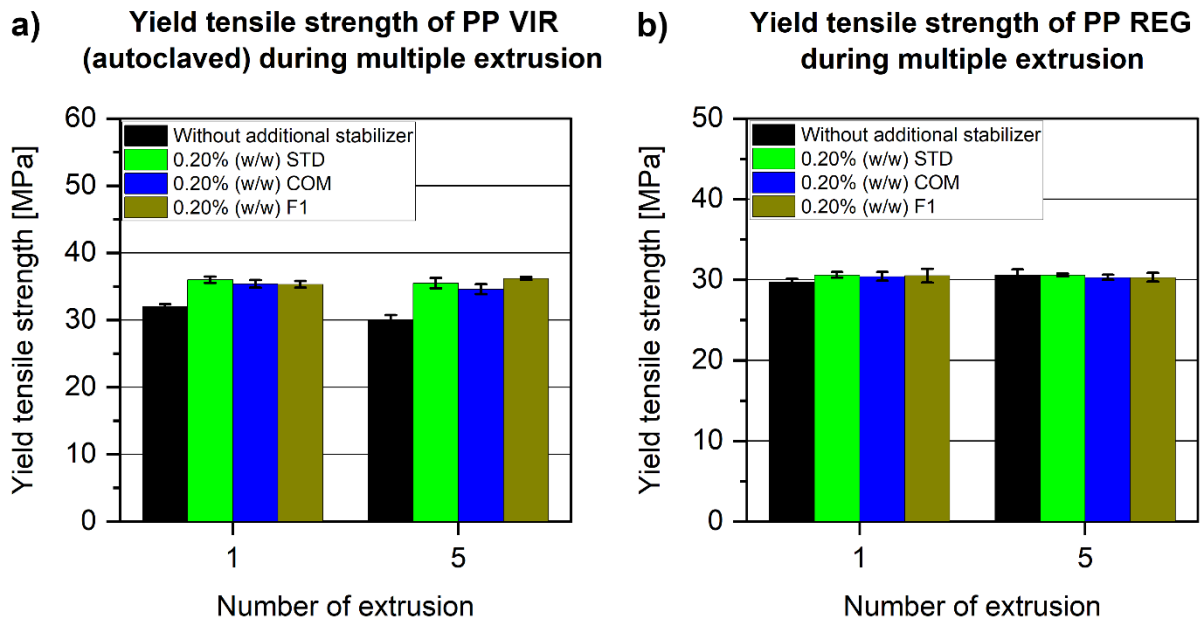 a)
Yield tensile strength of PP VIR
(autoclaved) during multiple extrusion
Yield tensile strength [MPa]
60
50
40
30
20
10
0
Without additional stabilizer
0.20% (w/w) STD
0.20% (w/w) COM
0.20% (w/w) F1
1
5
Number of extrusion
b)
Yield tensile strength of PP REG
during multiple extrusion
Yield tensile strength [MPa]
50
40
30
20
10
0
Without additional stabilizer
0.20% (w/w) STD
0.20% (w/w) COM
0.20% (w/w) F1
1
5
Number of extrusion